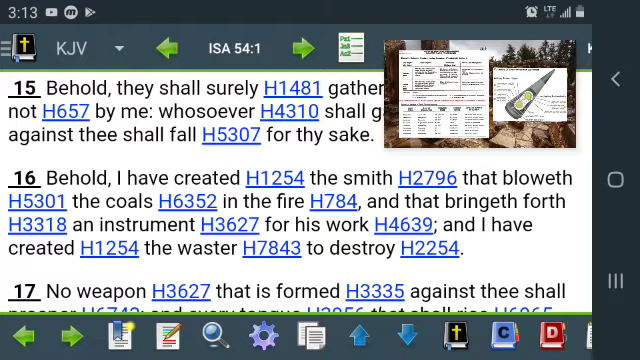 3:13
LTE
KJV
ISA 54:1
Ps1
Jn3
Ac2
15 Behold, they shall surely H1481 gather
not H657 by me: whosoever H4310 shall g
against thee shall fall H5307 for thy sake.
16 Behold, I have created H1254 the smith H2796 that bloweth
H5301 the coals H6352 in the fire H784, and that bringeth forth
H3318 an instrument H3627 for his work H4639; and I have
created H1254 the waster H7843 to destroy H2254.
17 No weapon H3627 that is formed H3335 against thee shall
C
D